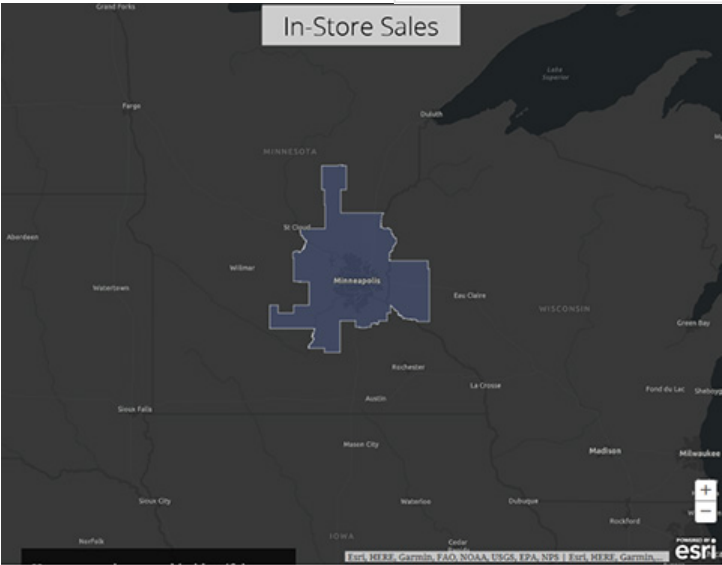 Grand Forks
In-Store Sales
Lake
Superior
Fargo
Duluth
MINNESOTA
St Cloud
Aberdeen
Willmar
Watertown
Minneapolis
Eau Claire
WISCONSIN
Green Bay
Rochester
La Crosse
Fond du Lac
Sheboyg
Austin
Sioux Falls
Mason City
Madison
Milwaukee
+
−
Sioux City
Waterloo
Dubuque
Rockford
Norfolk
IOWA
Cedar
POWERED BY
esri
Esri, HERE, Garmin, FAO, NOAA, USGS, EPA, NPS | Esri, HERE, Garmin,...